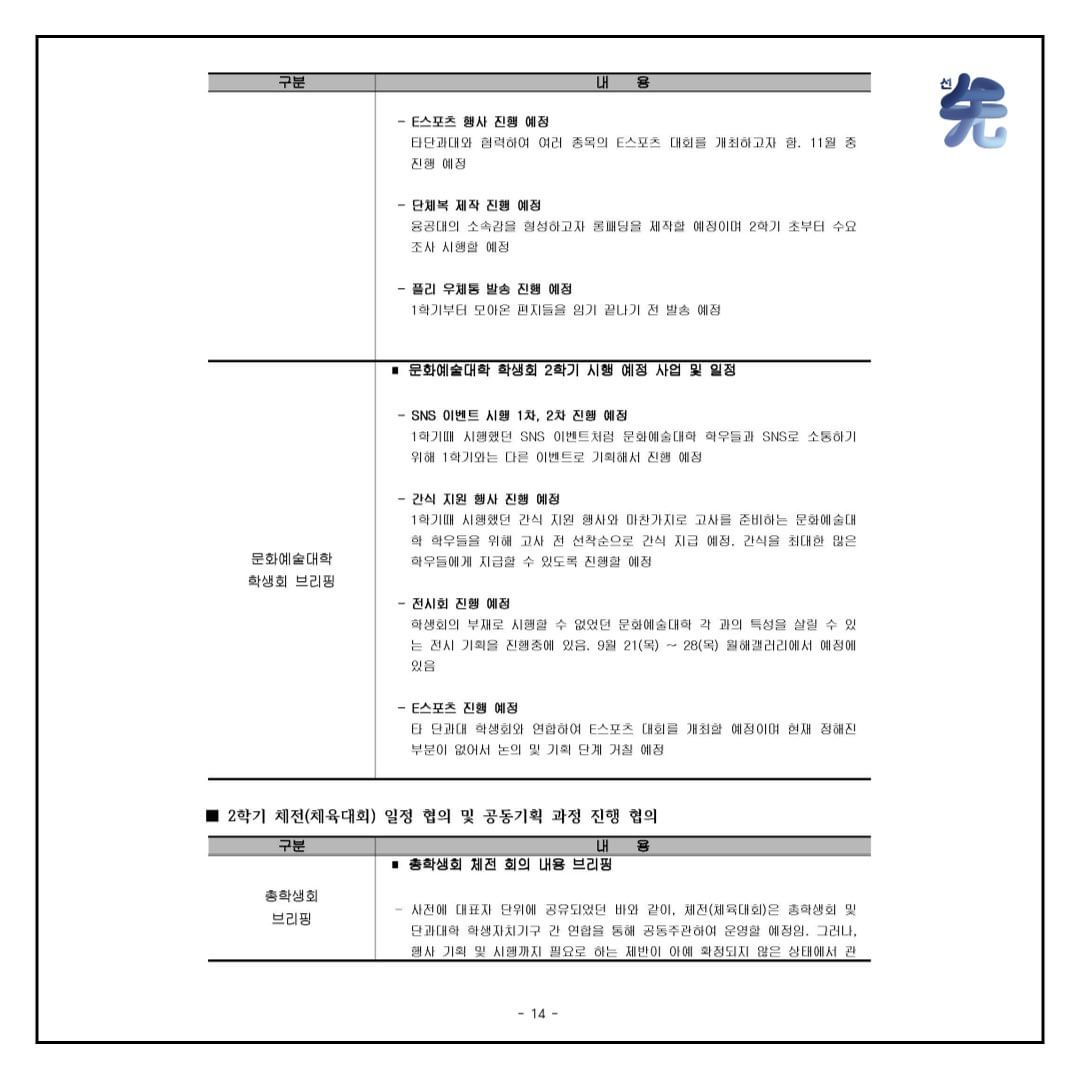 선
先
구분 내 용
- E스포츠 행사 진행 예정
타단과대와 협력하여 여러 종목의 E스포츠 대회를 개최하고자 함. 11월 중
진행 예정
- 단체복 제작 진행 예정
융공대의 소속감을 형성하고자 롱패딩을 제작할 예정이며 2학기 초부터 수요
조사 시행할 예정
- 플리 우체통 발송 진행 예정
1학기부터 모아온 편지들을 임기 끝나기 전 발송 예정
문화예술대학
학생회 브리핑
■ 문화예술대학 학생회 2학기 시행 예정 사업 및 일정
- SNS 이벤트 시행 1차, 2차 진행 예정
1학기때 시행했던 SNS 이벤트처럼 문화예술대학 학우들과 SNS로 소통하기
위해 1학기와는 다른 이벤트로 기획해서 진행 예정
- 간식 지원 행사 진행 예정
1학기때 시행했던 간식 지원 행사와 마찬가지로 고사를 준비하는 문화예술대
학 학우들을 위해 고사 전 선착순으로 간식 지급 예정. 간식을 최대한 많은
학우들에게 지급할 수 있도록 진행할 예정
- 전시회 진행 예정
학생회의 부재로 시행할 수 없었던 문화예술대학 각 과의 특성을 살릴 수 있
는 전시 기획을 진행중에 있음. 9월 21(목) ~ 28(목) 월해갤러리에서 예정에
있음
- E스포츠 진행 예정
타 단과대 학생회와 연합하여 E스포츠 대회를 개최할 예정이며 현재 정해진
부분이 없어서 논의 및 기획 단계 거칠 예정
■ 2학기 체전(체육대회) 일정 협의 및 공동기획 과정 진행 협의
구분 내 용
총학생회
브리핑
■ 총학생회 체전 회의 내용 브리핑
- 사전에 대표자 단위에 공유되었던 바와 같이, 체전(체육대회)은 총학생회 및
단과대학 학생자치기구 간 연합을 통해 공동주관하여 운영할 예정임. 그러나,
행사 기획 및 시행까지 필요로 하는 제반이 아예 확정되지 않은 상태에서 관
- 14 -